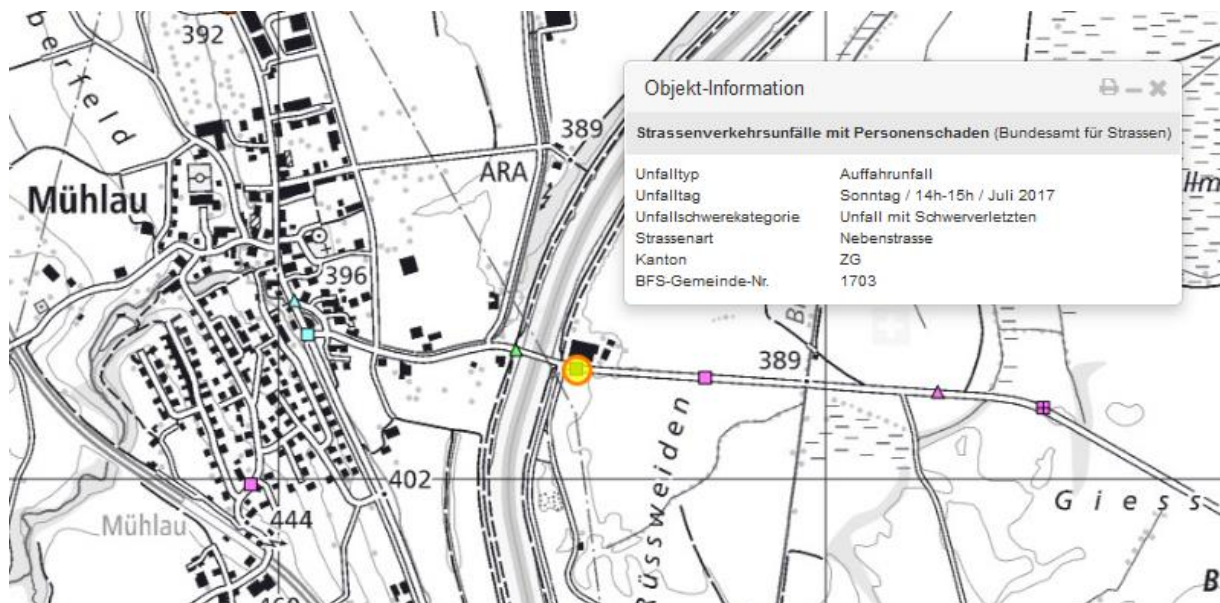 392
berfeld
Mühlau
ARA
389
396
402
444
Mühlau
460
Rüssweiden
389
Giess
B
Objekt-Information
Strassenverkehrsunfälle mit Personenschaden (Bundesamt für Strassen)
Unfalltyp Auffahrunfall
Unfalltag Sonntag / 14h-15h / Juli 2017
Unfallschwerekategorie Unfall mit Schwerverletzten
Strassenart Nebenstrasse
Kanton ZG
BFS-Gemeinde-Nr. 1703